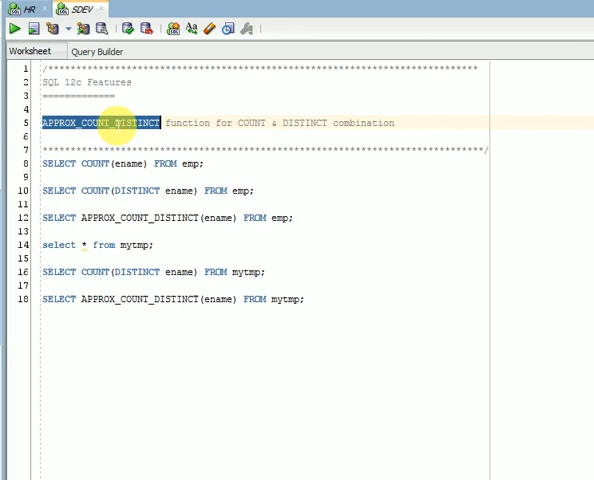 HR SDEV
Worksheet Query Builder
1 /*******************************************************************************
2 SQL 12c Features
3 =============
4
5 APPROX_COUNT_DISTINCT function for COUNT & DISTINCT combination
6
7 ********************************************************************************/
8 SELECT COUNT(ename) FROM emp;
9
10 SELECT COUNT(DISTINCT ename) FROM emp;
11
12 SELECT APPROX_COUNT_DISTINCT(ename) FROM emp;
13
14 select * from mytmp;
15
16 SELECT COUNT(DISTINCT ename) FROM mytmp;
17
18 SELECT APPROX_COUNT_DISTINCT(ename) FROM mytmp;